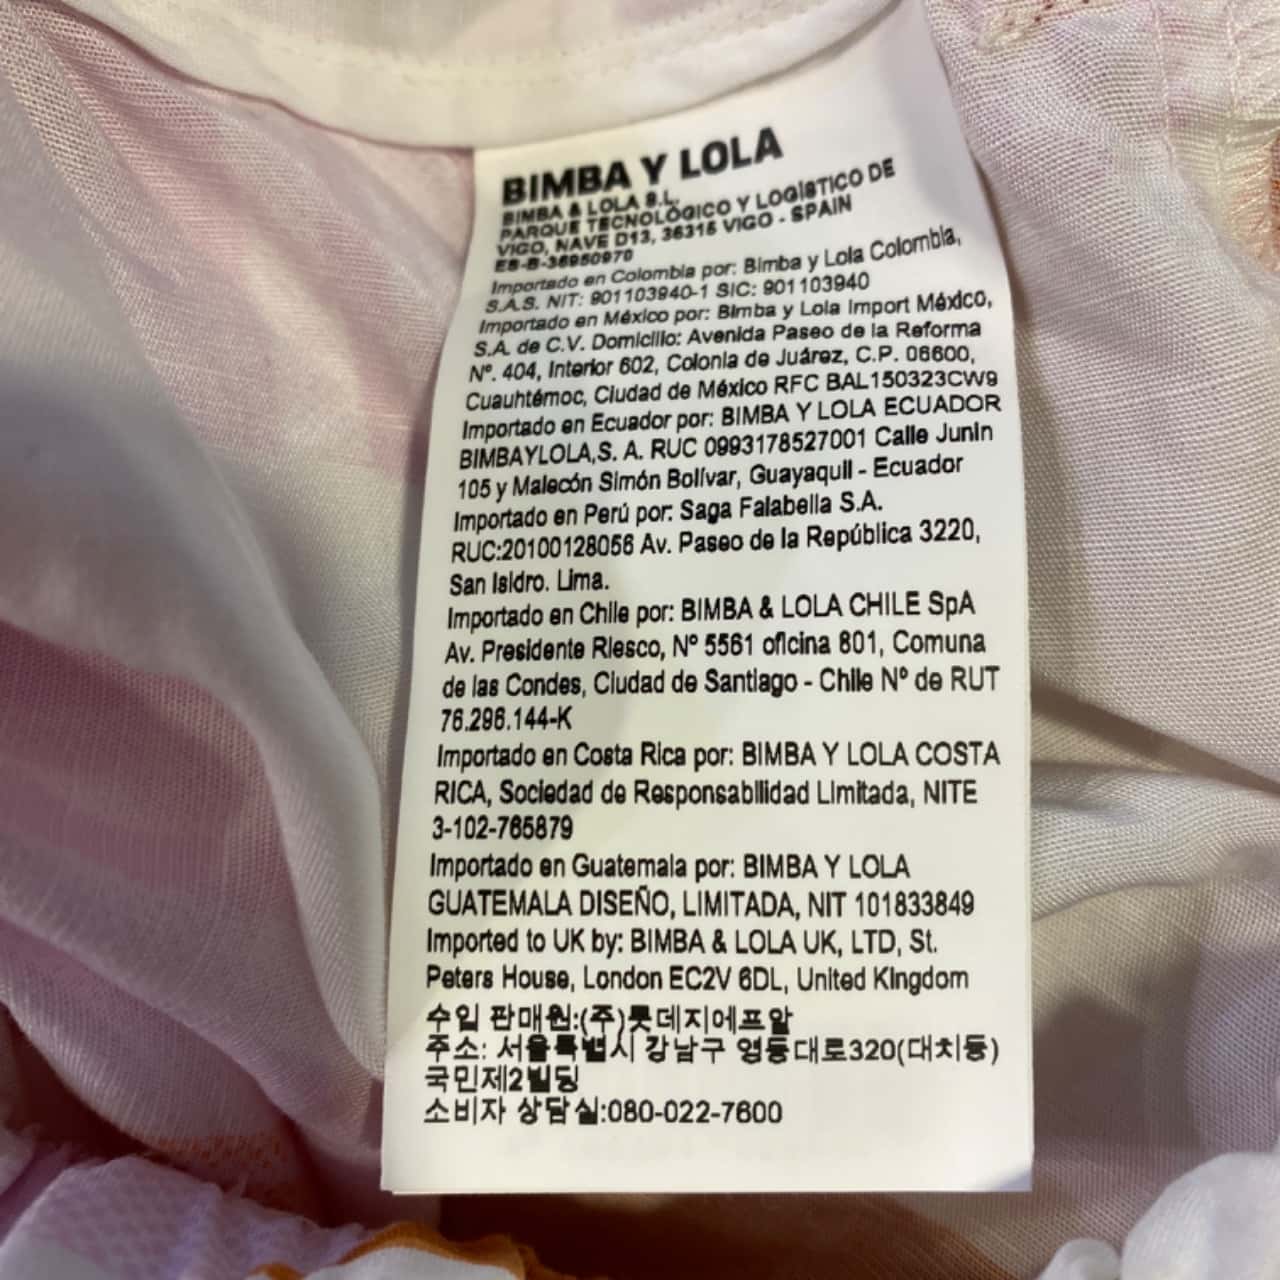 BIMBA Y LOLA
BIMBA & LOLA S.L.
PARQUE TECNOLÓGICO Y LOGÍSTICO DE
VIGO, NAVE D13, 36315 VIGO - SPAIN
ES-B-36950970
Importado en Colombia por: Bimba y Lola Colombia,
S.A.S. NIT: 901103940-1 SIC: 901103940
Importado en México por: Bimba y Lola Import México,
S.A. de C.V. Domicilio: Avenida Paseo de la Reforma
Nº. 404, Interior 602, Colonia de Juárez, C.P. 06600,
Cuauhtémoc, Ciudad de México RFC BAL150323CW9
Importado en Ecuador por: BIMBA Y LOLA ECUADOR
BIMBAYLOLA,S. A. RUC 0993178527001 Calle Junin
105 y Malecón Simón Bolívar, Guayaquil - Ecuador
Importado en Perú por: Saga Falabella S.A.
RUC:20100128056 Av. Paseo de la República 3220,
San Isidro. Lima.
Importado en Chile por: BIMBA & LOLA CHILE SpA
Av. Presidente Riesco, Nº 5561 oficina 801, Comuna
de las Condes, Ciudad de Santiago - Chile Nº de RUT
76.296.144-K
Importado en Costa Rica por: BIMBA Y LOLA COSTA
RICA, Sociedad de Responsabilidad Limitada, NITE
3-102-765879
Importado en Guatemala por: BIMBA Y LOLA
GUATEMALA DISEÑO, LIMITADA, NIT 101833849
Imported to UK by: BIMBA & LOLA UK, LTD, St.
Peters House, London EC2V 6DL, United Kingdom
수입 판매원:(주)롯데지에프알
주소: 서울특별시 강남구 영동대로320(대치동)
국민제2빌딩
소비자 상담실:080-022-7600